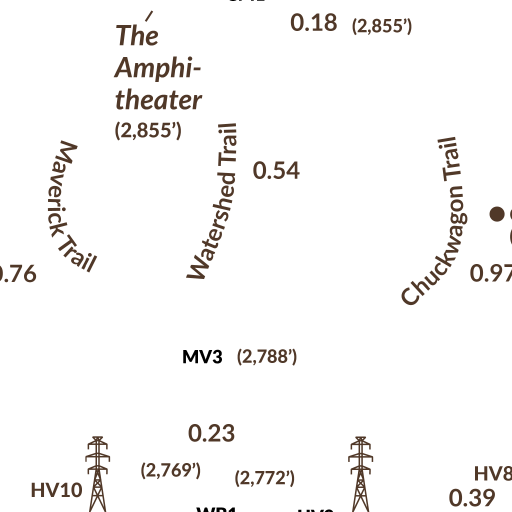 0.18 (2,855’)
The
Amphi-
theater
(2,855’)
Maverick Trail
Watershed Trail
0.54
Chuckwagon Trail
0.76
0.97
MV3 (2,788’)
0.23
(2,769’)
(2,772’)
HV10
HV8
0.39
WR1